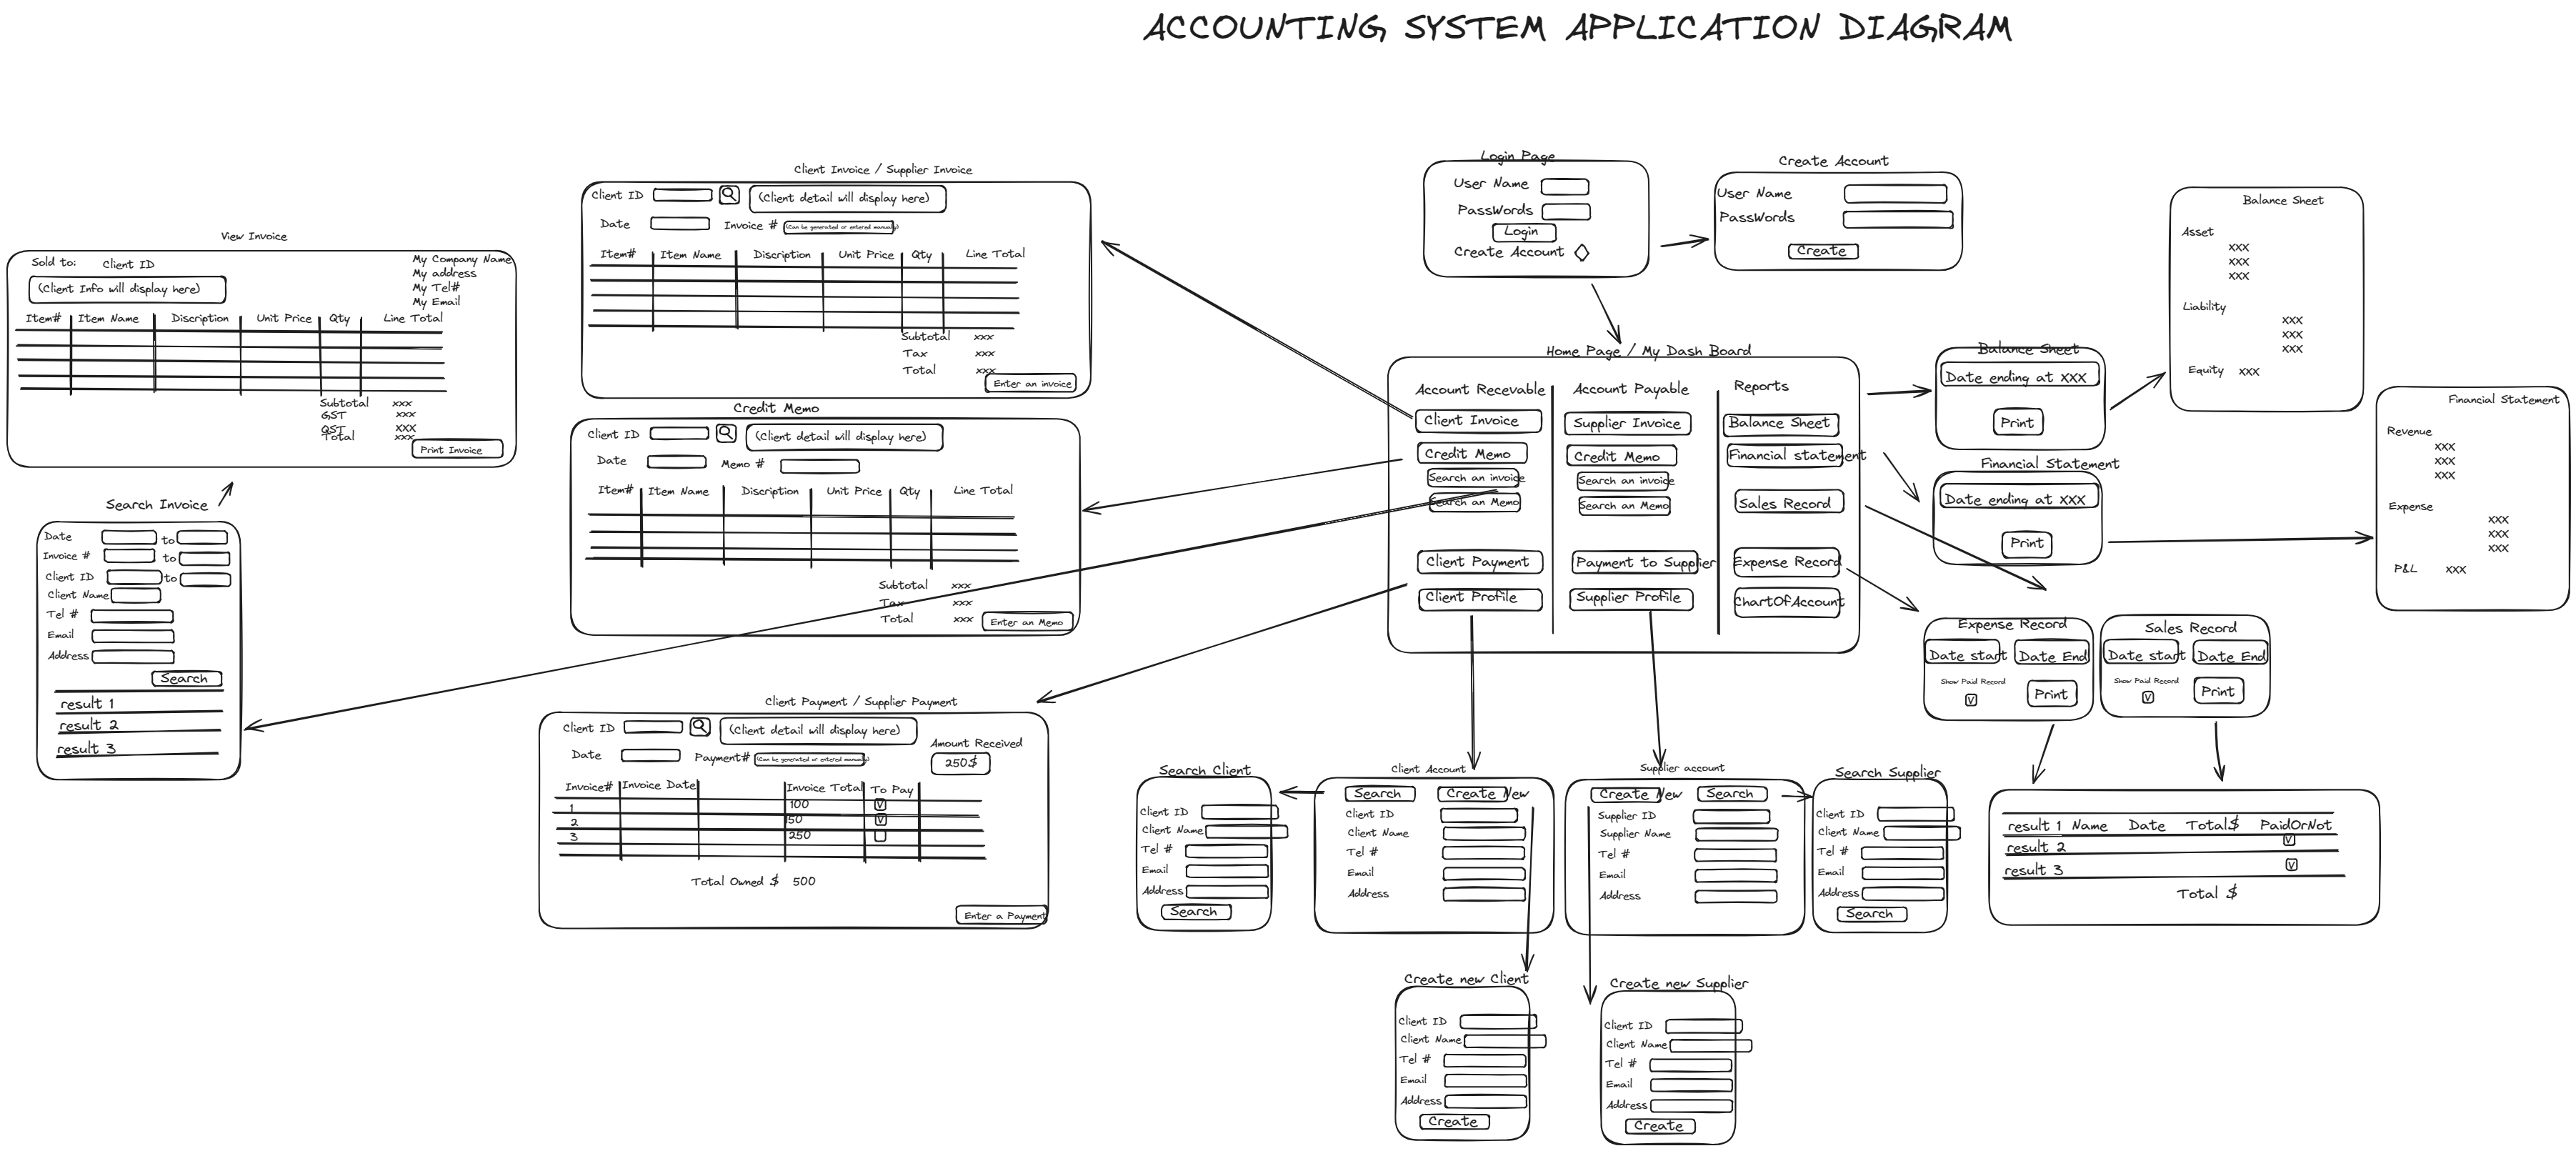 ACCOUNTING SYSTEM APPLICATION DIAGRAM
View Invoice
Sold to: Client ID
(Client Info will display here)
My Company Name
My address
My Tel#
My Email
Item# Item Name Discription Unit Price Qty Line Total
Subtotal xxx
GST xxx
QST xxx
Total xxx
Print Invoice
Search Invoice
Date to
Invoice # to
Client ID to
Client Name
Tel #
Email
Address
Search
result 1
result 2
result 3
Client Invoice / Supplier Invoice
Client ID (Client detail will display here)
Date Invoice # (Can be generated or entered manualy)
Item# Item Name Discription Unit Price Qty Line Total
Subtotal xxx
Tax xxx
Total xxx
Enter an invoice
Credit Memo
Client ID (Client detail will display here)
Date Memo #
Item# Item Name Discription Unit Price Qty Line Total
Subtotal xxx
Tax xxx
Total xxx
Enter an Memo
Client Payment / Supplier Payment
Client ID (Client detail will display here)
Date Payment# (Can be generated or entered manualy)
Amount Received
250$
Invoice# Invoice Date Invoice Total To Pay
1 100 V
2 150 V
3 250
Total Owned $ 500
Enter a Payment
Login Page
User Name
PassWords
Login
Create Account
Create Account
User Name
PassWords
Create
Home Page / My Dash Board
Account Recevable
Client Invoice
Credit Memo
Search an invoice
Search an Memo
Client Payment
Client Profile
Account Payable
Supplier Invoice
Credit Memo
Search an invoice
Search an Memo
Payment to Supplier
Supplier Profile
Reports
Balance Sheet
Financial statement
Sales Record
Expense Record
ChartOfAccount
Balance Sheet
Date ending at XXX
Print
Financial Statement
Date ending at XXX
Print
Balance Sheet
Asset
XXX
XXX
XXX
Liability
XXX
XXX
XXX
Equity XXX
Financial Statement
Revenue
XXX
XXX
XXX
Expense
XXX
XXX
XXX
P&L XXX
Expense Record
Date start Date End
Show Paid Record
V
Print
Sales Record
Date start Date End
Show Paid Record
V
Print
result 1 Name Date Total$ PaidOrNot
V
result 2
V
result 3
Total $
Search Client
Client ID
Client Name
Tel #
Email
Address
Search
Client Account
Search Create New
Client ID
Client Name
Tel #
Email
Address
Supplier account
Create New Search
Supplier ID
Supplier Name
Tel #
Email
Address
Search Supplier
Client ID
Client Name
Tel #
Email
Address
Search
Create new Client
Client ID
Client Name
Tel #
Email
Address
Create
Create new Supplier
Client ID
Client Name
Tel #
Email
Address
Create